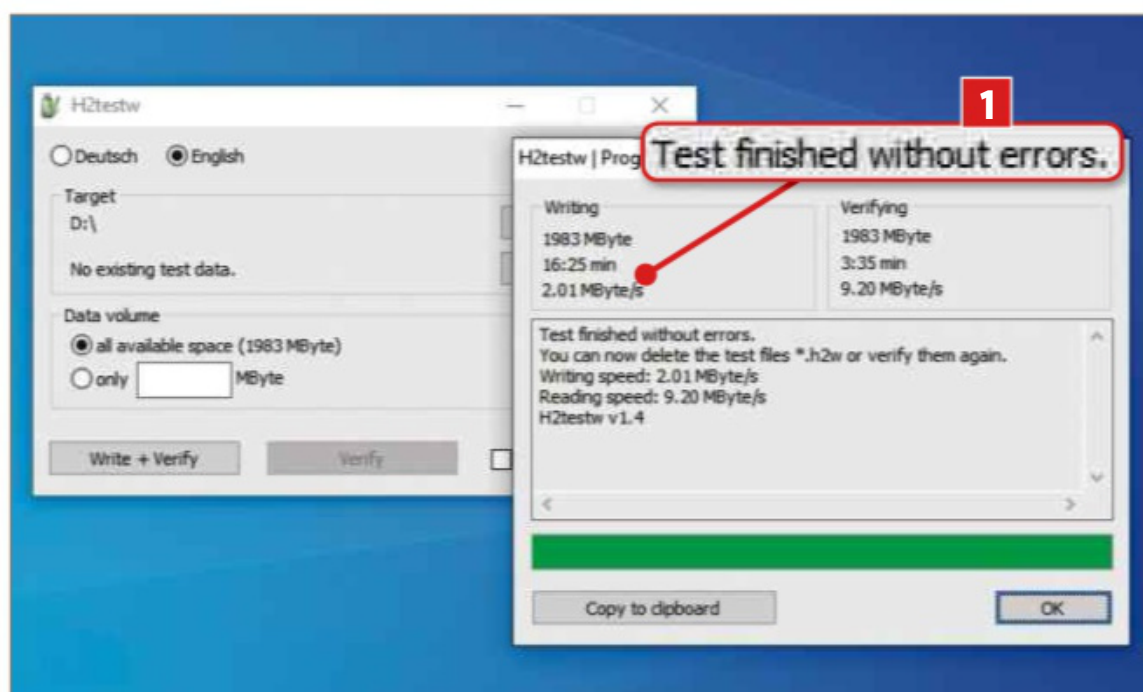 H2testw
Deutsch English
Target
D:\
No existing test data.
Data volume
all available space (1983 MByte)
only MByte
Write + Verify Verify
1
Test finished without errors.
H2testw | Prog
Writing
1983 MByte
16:25 min
2.01 MByte/s
Verifying
1983 MByte
3:35 min
9.20 MByte/s
Test finished without errors.
You can now delete the test files *.h2w or verify them again.
Writing speed: 2.01 MByte/s
Reading speed: 9.20 MByte/s
H2testw v1.4
Copy to clipboard OK